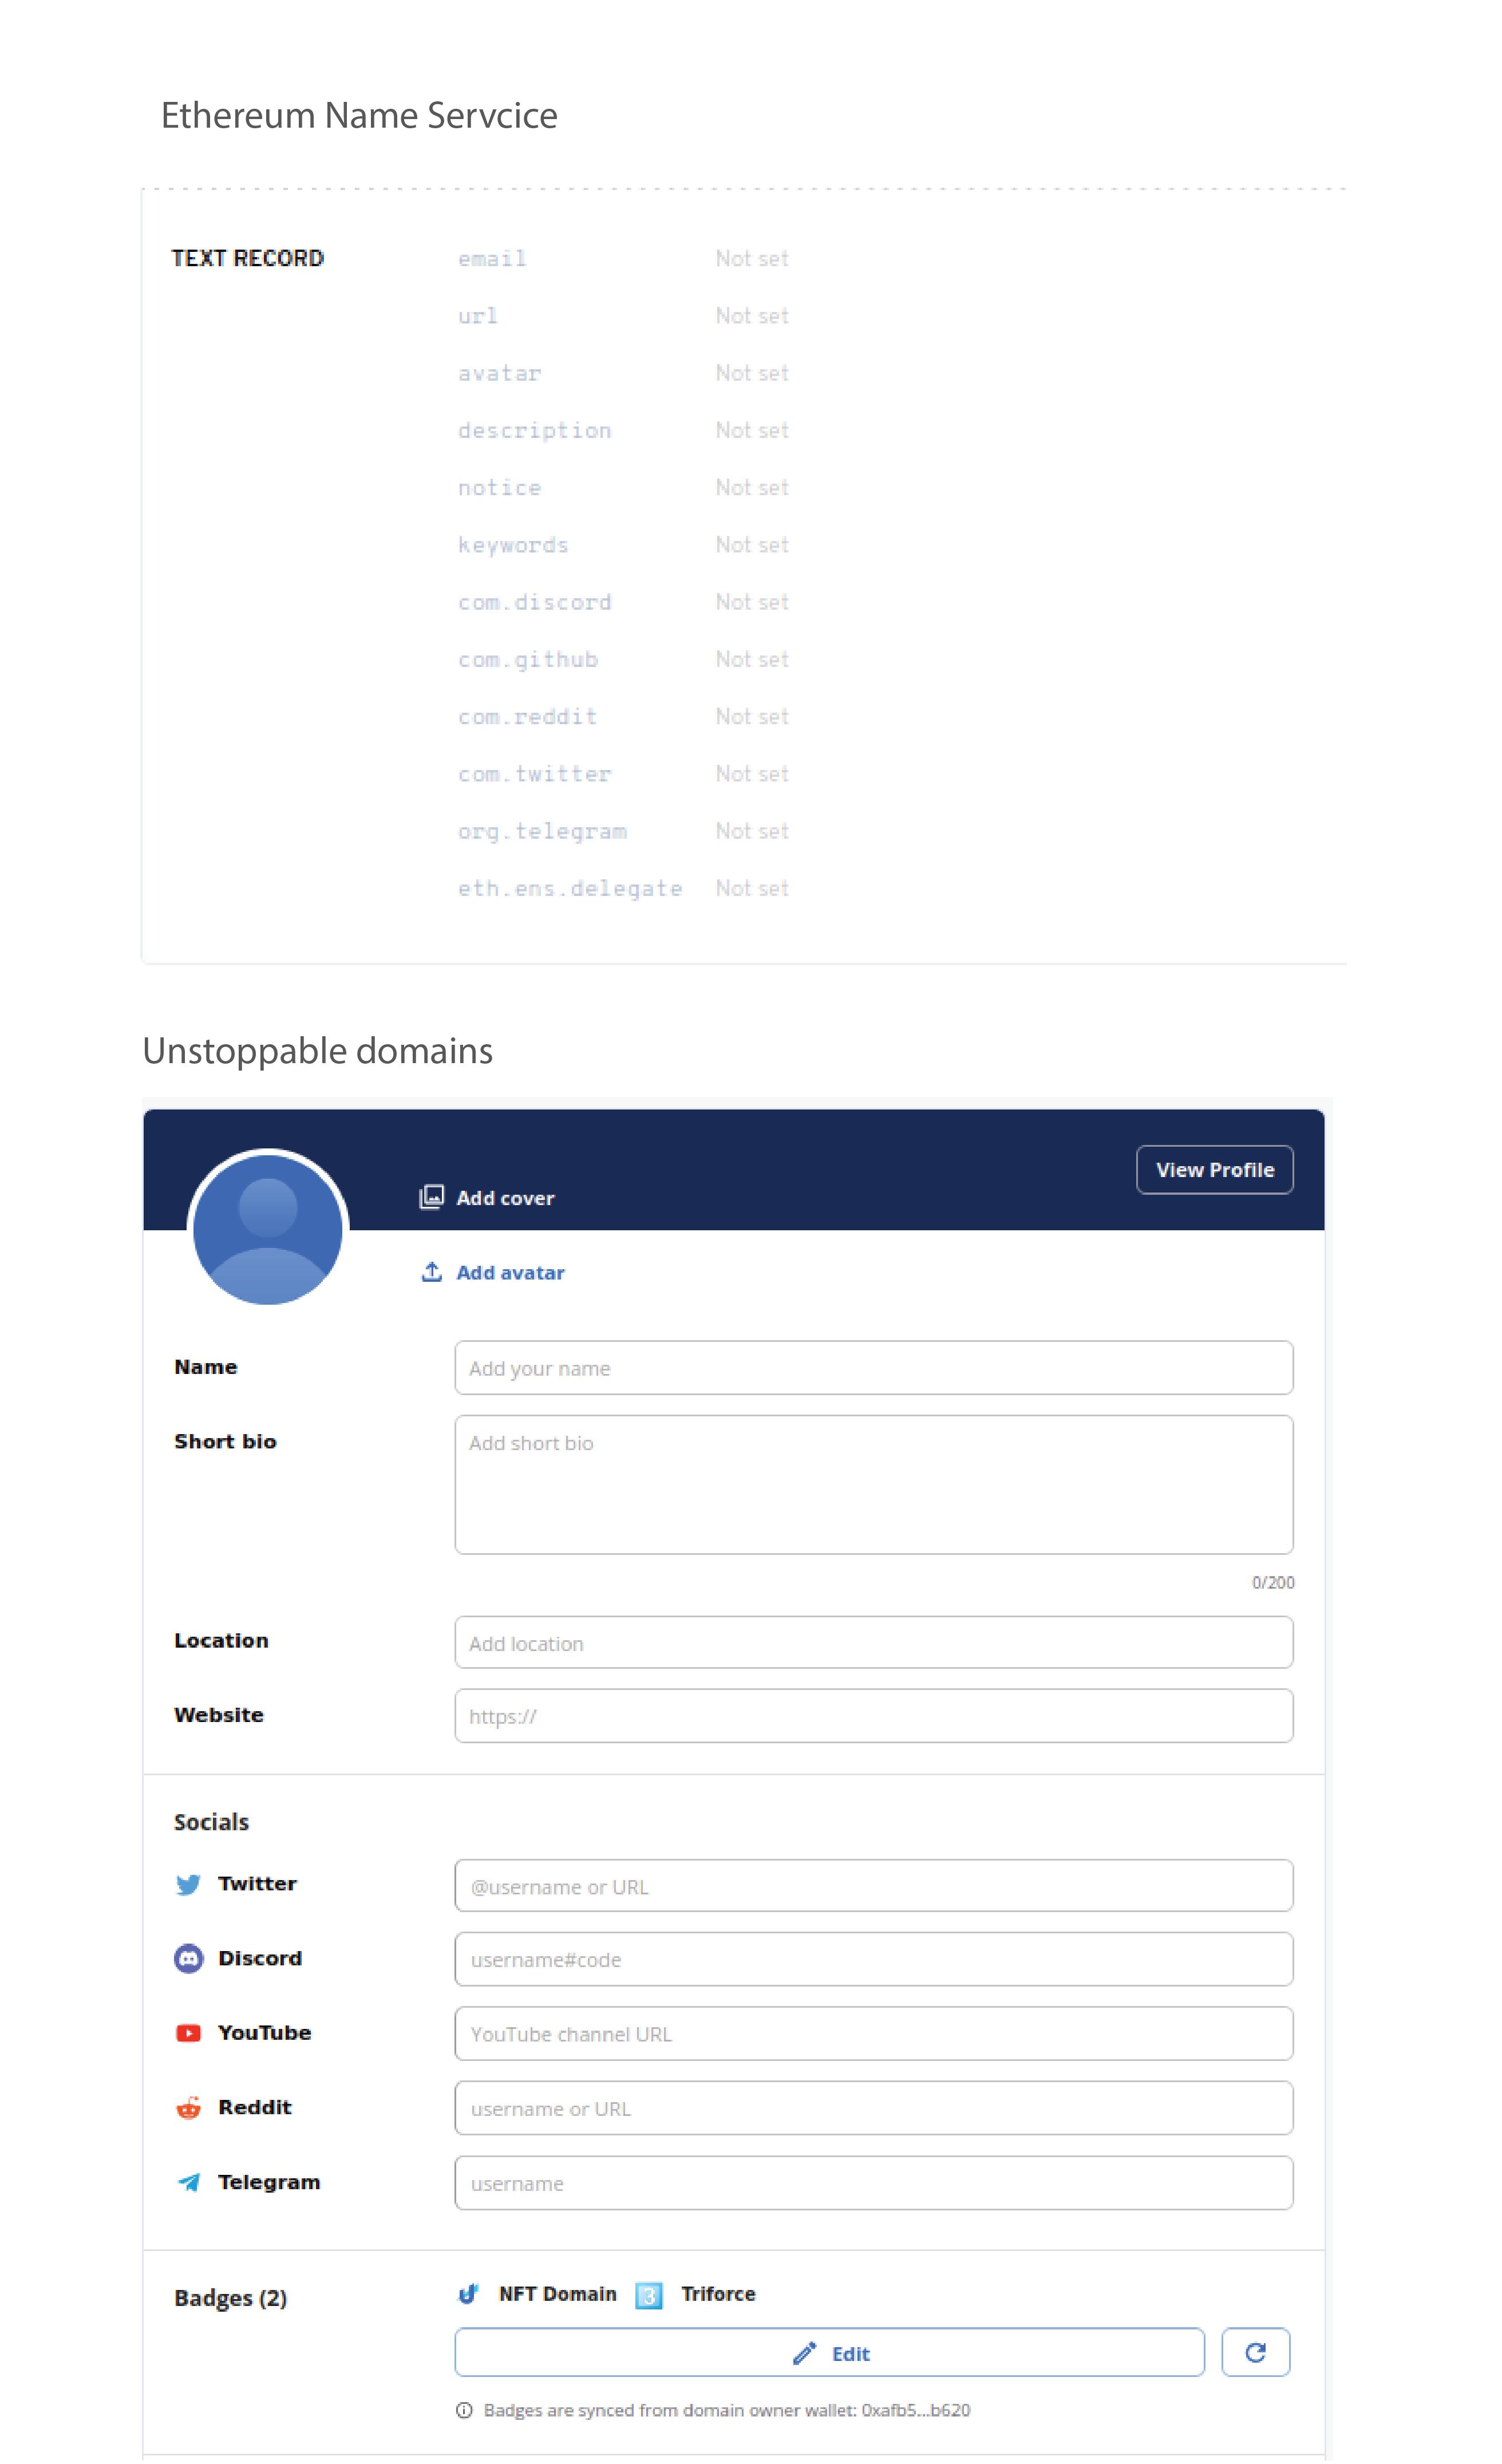 Ethereum Name Servcice
TEXT RECORD email Not set
url Not set
avatar Not set
description Not set
notice Not set
keywords Not set
com.discord Not set
com.github Not set
com.reddit Not set
com.twitter Not set
org.telegram Not set
eth.ens.delegate Not set
Unstoppable domains
View Profile
Add cover
Add avatar
Name Add your name
Short bio Add short bio
0/200
Location Add location
Website https://
Socials
Twitter @username or URL
Discord username#code
YouTube YouTube channel URL
Reddit username or URL
Telegram username
Badges (2) NFT Domain 3 Triforce
Edit
Badges are synced from domain owner wallet: 0xafb5...b620